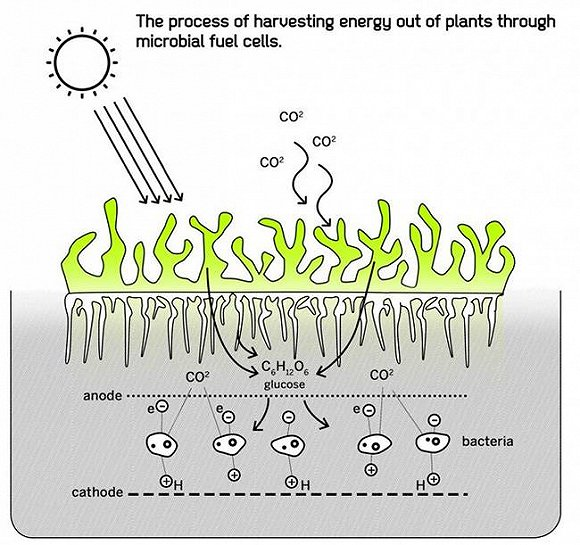 The process of harvesting energy out of plants through
microbial fuel cells.
CO²
CO²
CO²
C₆H₁₂O₆
glucose
CO²
CO²
anode
e⊖
e⊖
⊖
e⊖
⊖
bacteria
⊕H
⊕
⊕H
⊕
H⊕
cathode